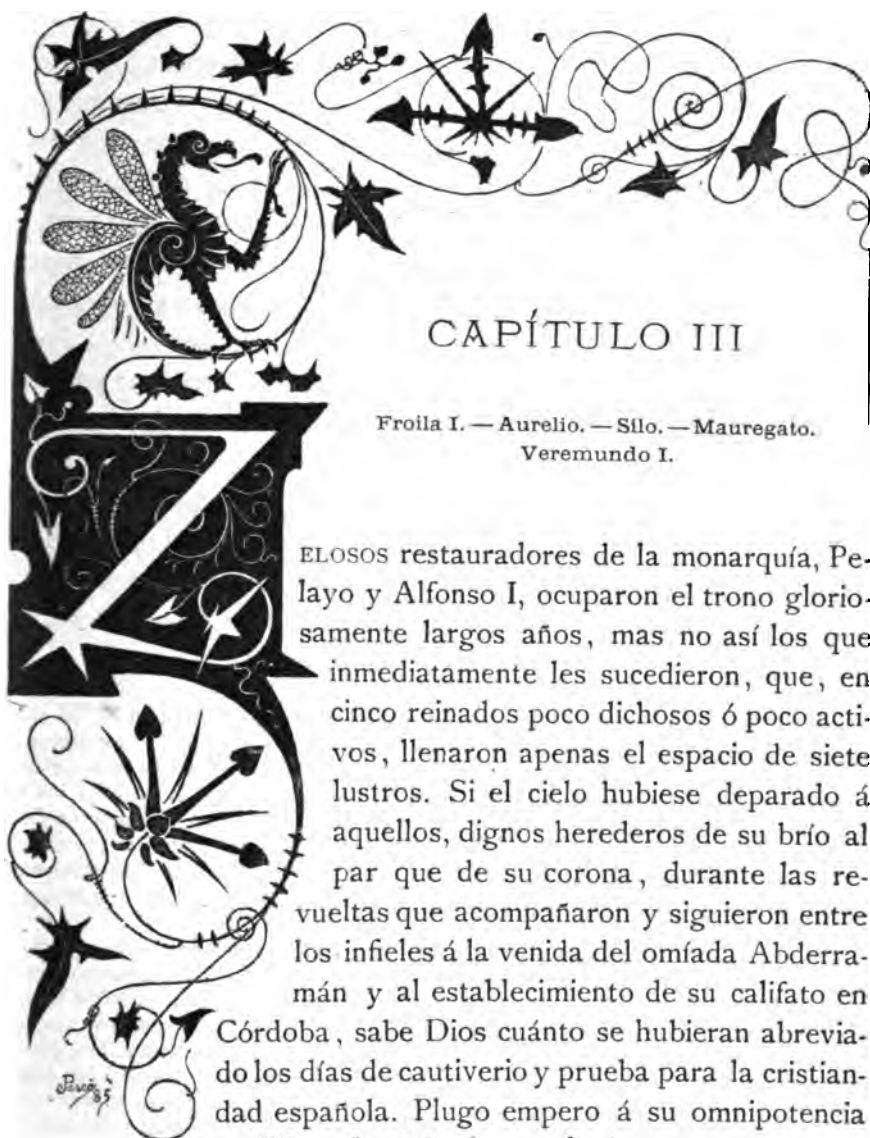 CAPÍTULO III
Froila I. — Aurelio. — Silo. — Mauregato.
Veremundo I.
ZELOSOS restauradores de la monarquía, Pe-
layo y Alfonso I, ocuparon el trono glorio-
samente largos años, mas no así los que
inmediatamente les sucedieron, que, en
cinco reinados poco dichosos ó poco acti-
vos, llenaron apenas el espacio de siete
lustros. Si el cielo hubiese deparado á
aquellos, dignos herederos de su brío al
par que de su corona, durante las re-
vueltas que acompañaron y siguieron entre
los infieles á la venida del omíada Abderra-
mán y al establecimiento de su califato en
Córdoba, sabe Dios cuánto se hubieran abrevia-
do los días de cautiverio y prueba para la cristian-
dad española. Plugo empero á su omnipotencia